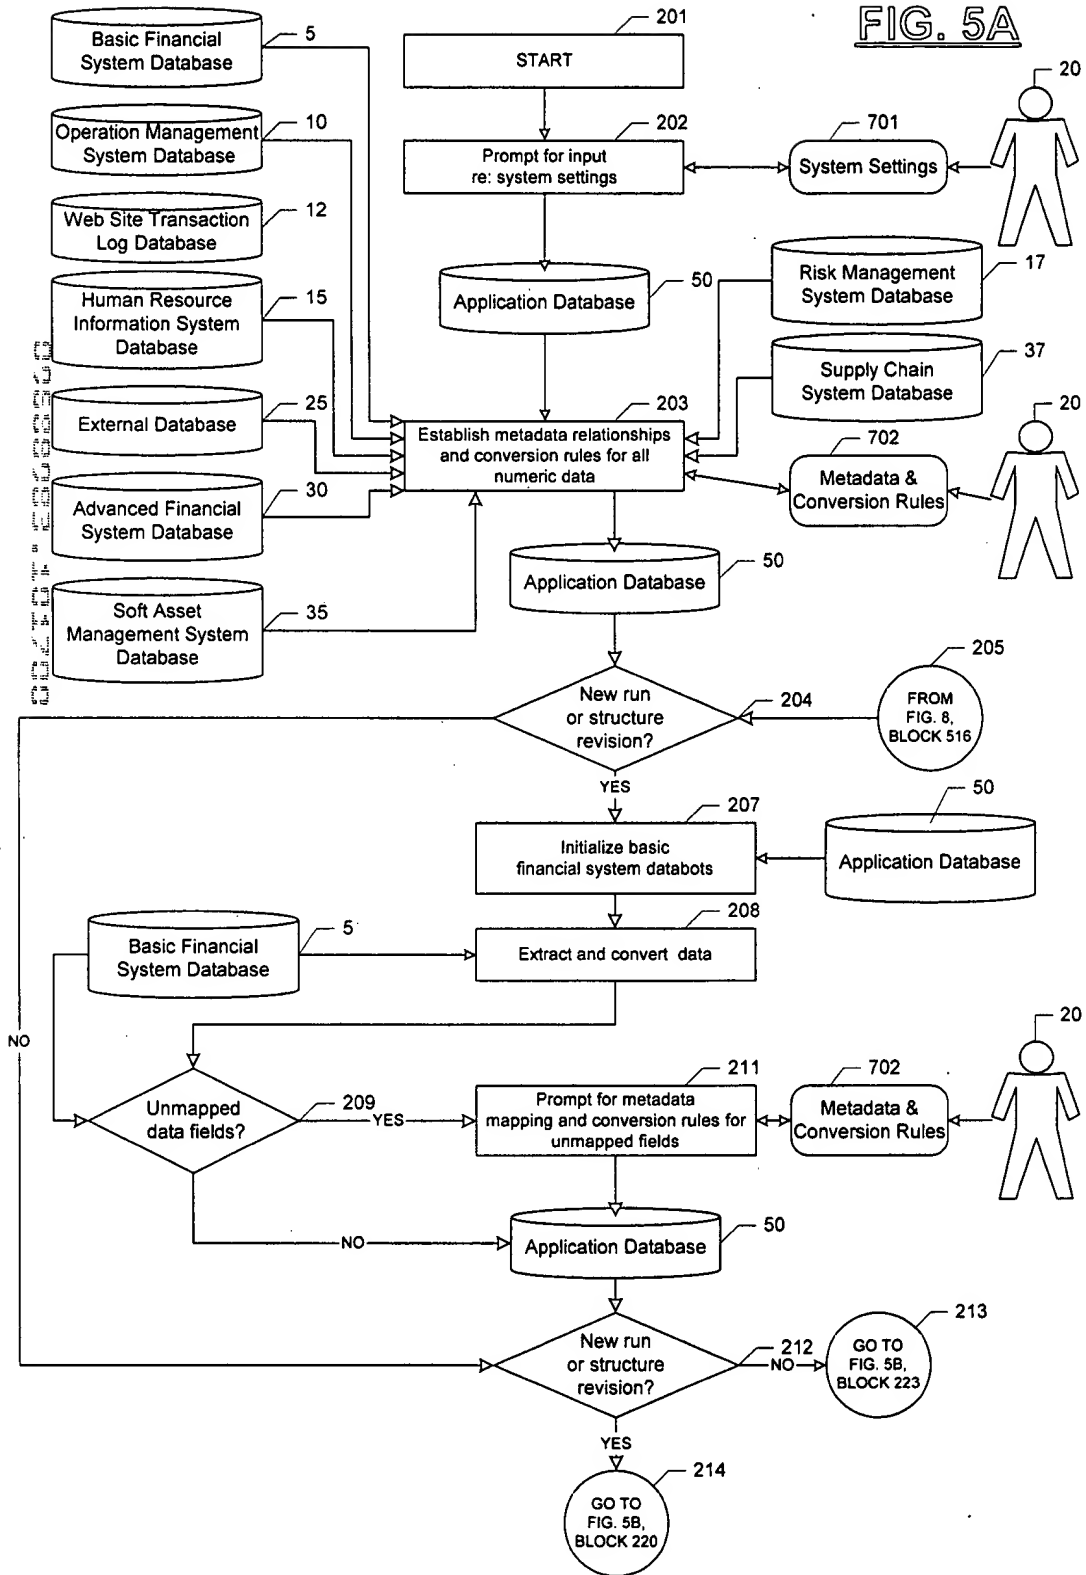 FIG. 5A
Basic Financial
System Database
5
201
START
20
Operation Management
System Database
10
202
Prompt for input
re: system settings
701
System Settings
Web Site Transaction
Log Database
12
Application Database
50
Risk Management
System Database
17
Human Resource
Information System
Database
15
Supply Chain
System Database
37
External Database
25
203
Establish metadata relationships
and conversion rules for all
numeric data
702
Metadata &
Conversion Rules
20
Advanced Financial
System Database
30
Application Database
50
Soft Asset
Management System
Database
35
New run
or structure
revision?
204
205
FROM
FIG. 8,
BLOCK 516
YES
207
Initialize basic
financial system databots
50
Application Database
208
Extract and convert data
Basic Financial
System Database
5
NO
Unmapped
data fields?
209
YES
211
Prompt for metadata
mapping and conversion rules for
unmapped fields
702
Metadata &
Conversion Rules
20
NO
Application Database
50
New run
or structure
revision?
212
NO
213
GO TO
FIG. 5B,
BLOCK 223
YES
214
GO TO
FIG. 5B,
BLOCK 220